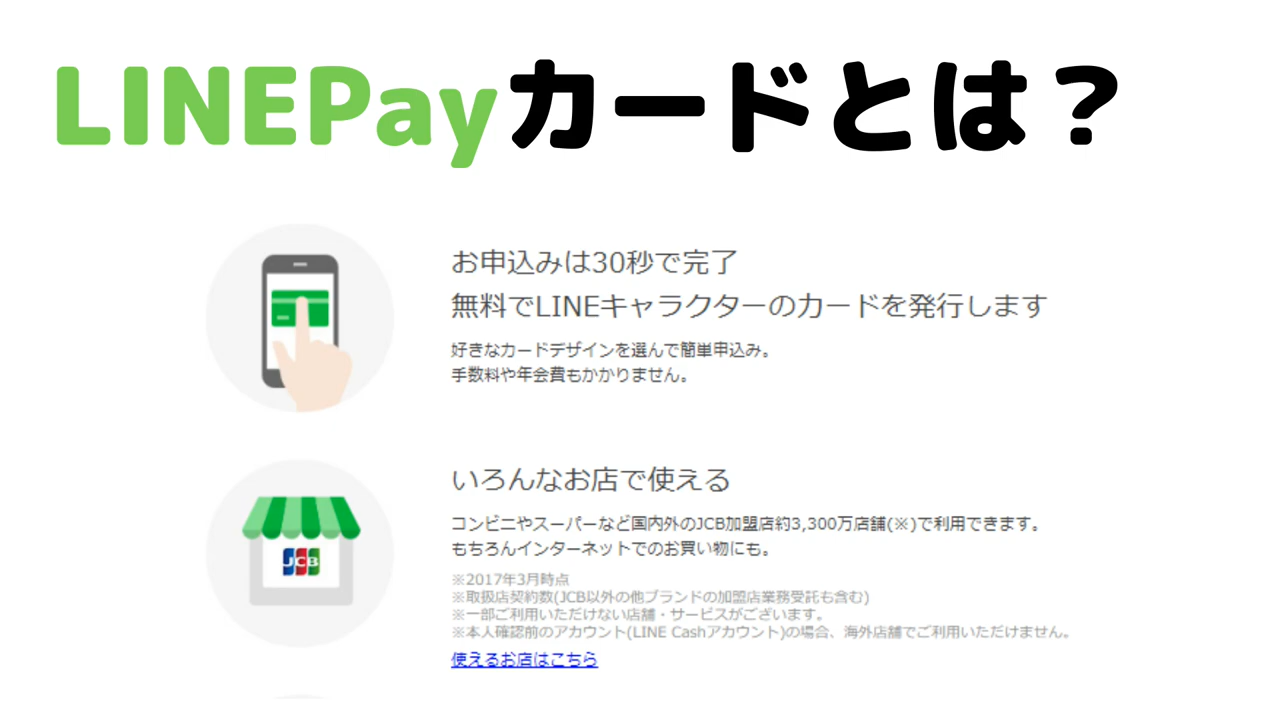 LINEPayカードとは？
お申込みは30秒で完了
無料でLINEキャラクターのカードを発行します
好きなカードデザインを選んで簡単申込み。
手数料や年会費もかかりません。
いろんなお店で使える
コンビニやスーパーなど国内外のJCB加盟店約3,300万店舗(※)で利用できます。
もちろんインターネットでのお買い物にも。
JCB
※2017年3月時点
※取扱店契約数(JCB以外の他ブランドの加盟店業務受託も含む)
※一部ご利用いただけない店舗・サービスがございます。
※本人確認前のアカウント(LINE Cashアカウント)の場合、海外店舗でご利用いただけません。
使えるお店はこちら